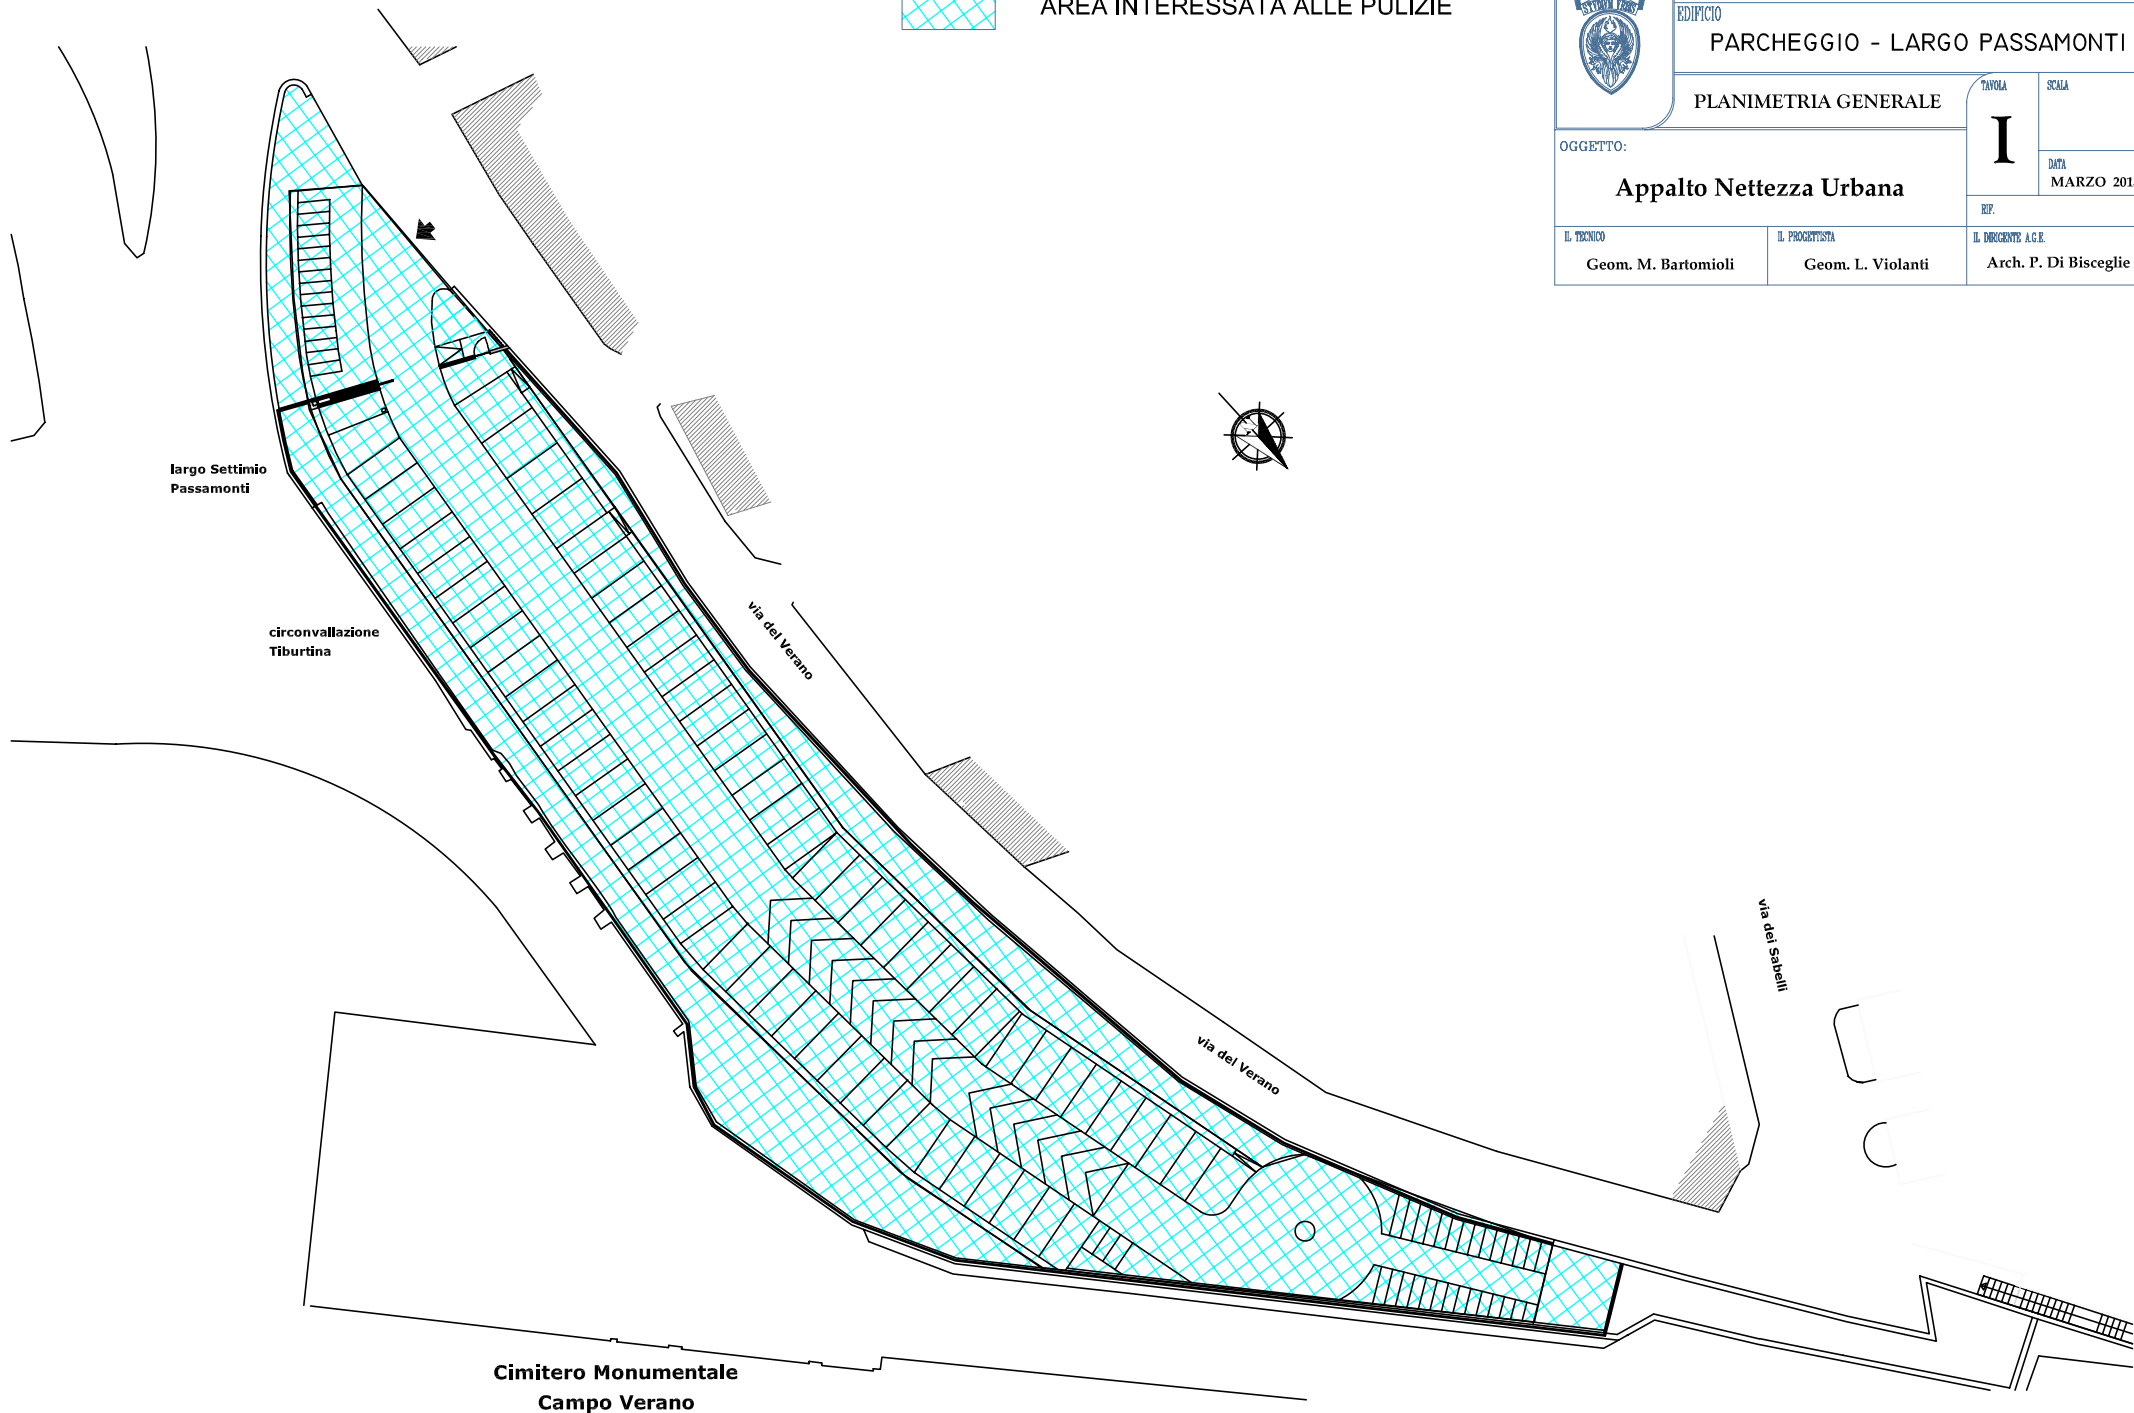 AREA INTERESSATA ALLE PULIZIE
EDIFICIO
PARCHEGGIO - LARGO PASSAMONTI
PLANIMETRIA GENERALE
TAVOLA
I
SCALA
DATA
MARZO
OGGETTO:
Appalto Nettezza Urbana
RIF.
IL TECNICO
Geom. M. Bartomioli
IL PROGETTISTA
Geom. L. Violanti
IL DIRIGENTE A.G.E.
Arch. P. Di Bisceglie
largo Settimio
Passamonti
circonvallazione
Tiburtina
via del Verano
via dei Sabelli
via del Verano
Cimitero Monumentale
Campo Verano